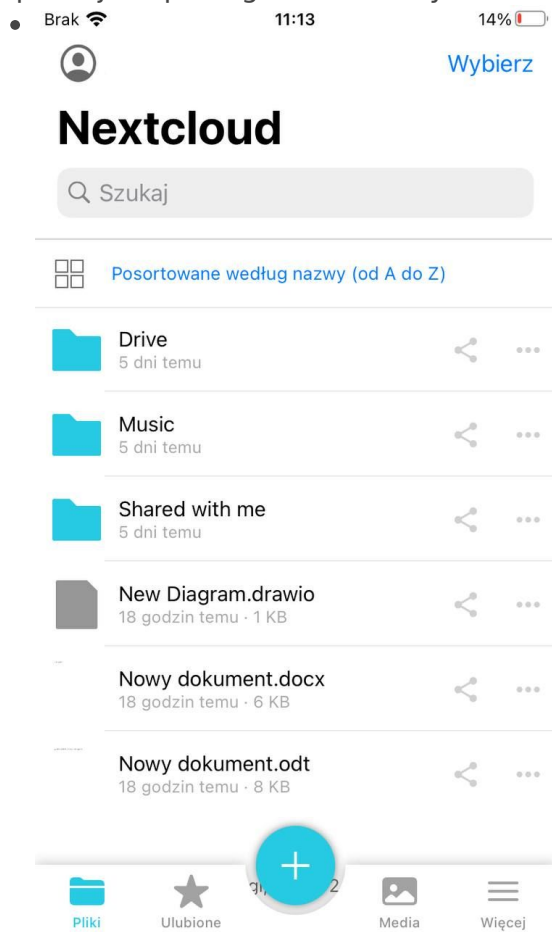 Brak 11:13 14%
Wybierz
Nextcloud
Szukaj
Posortowane według nazwy (od A do Z)
Drive
5 dni temu
Music
5 dni temu
Shared with me
5 dni temu
New Diagram.drawio
18 godzin temu · 1 KB
Nowy dokument.docx
18 godzin temu · 6 KB
Nowy dokument.odt
18 godzin temu · 8 KB
Pliki Ulubione Media Więcej